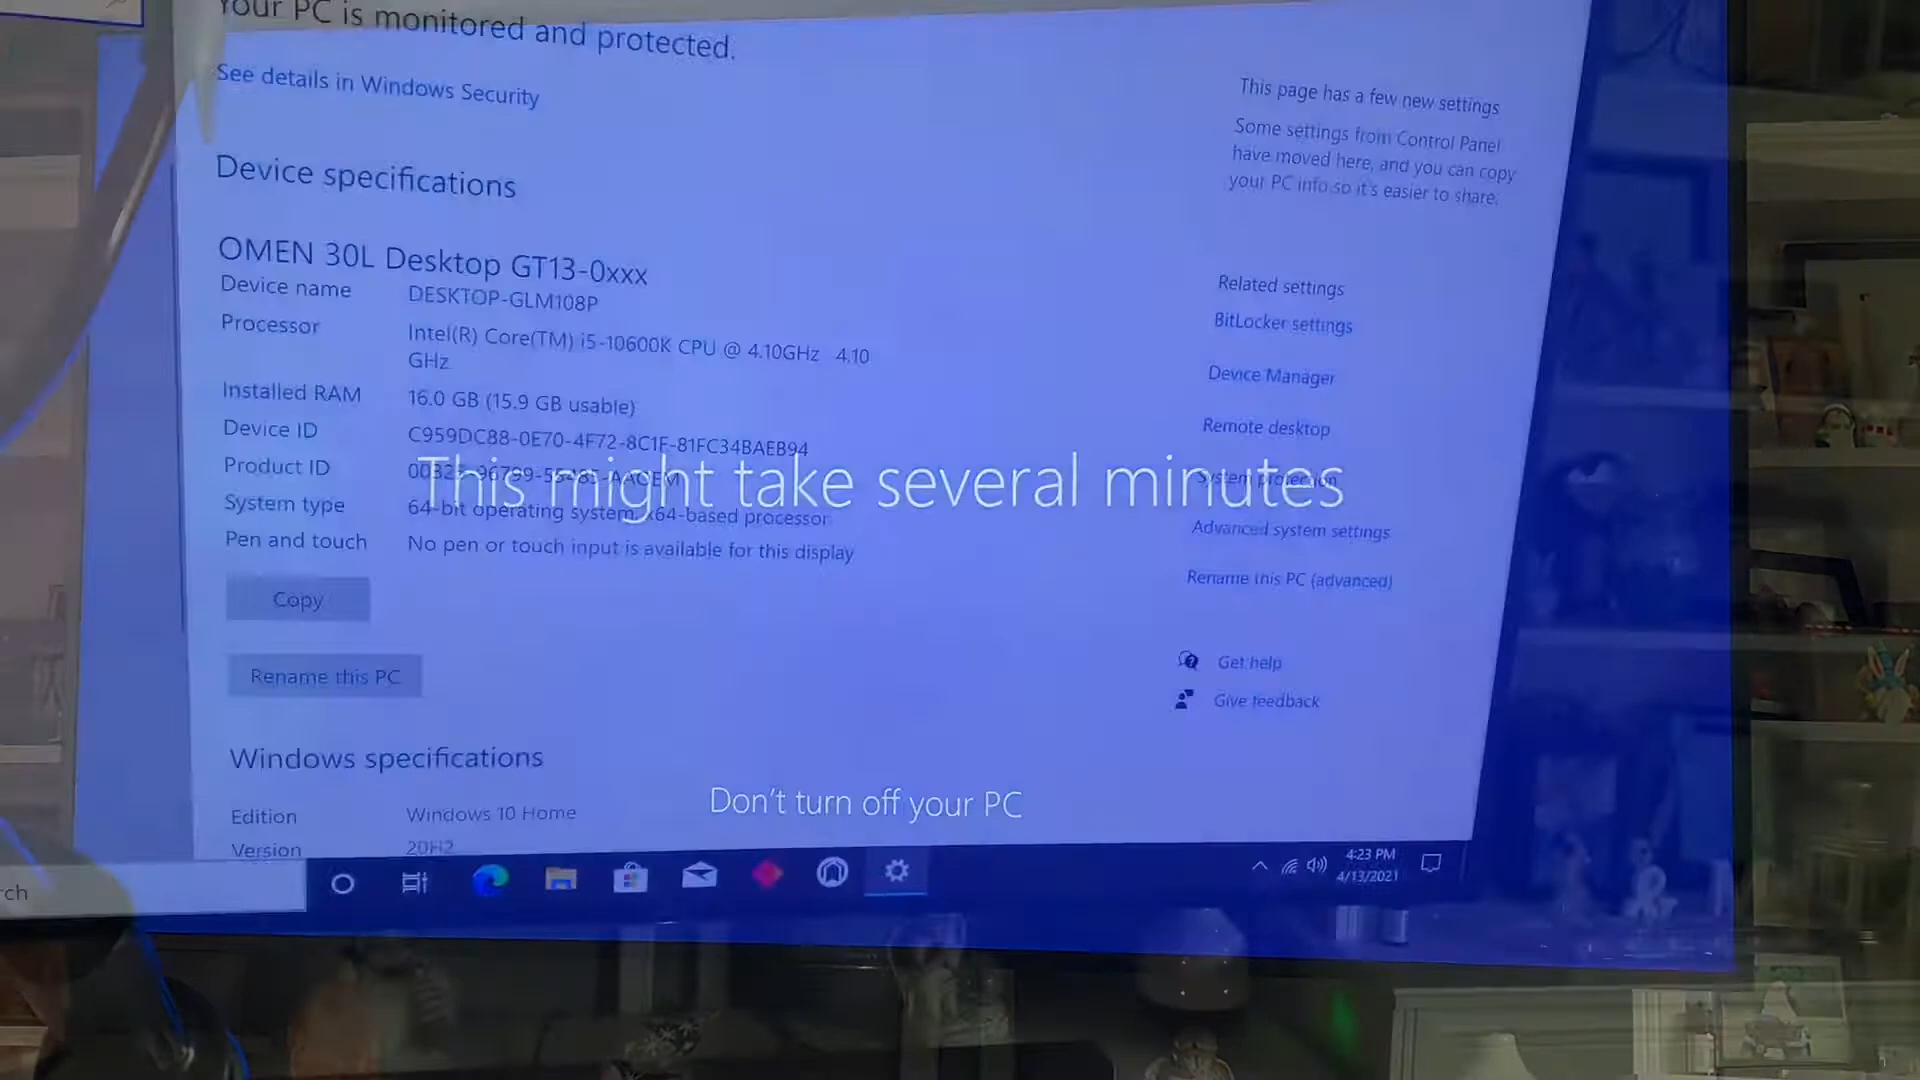 Your PC is monitored and protected.
See details in Windows Security
Device specifications
OMEN 30L Desktop GT13-0xxx
Device name DESKTOP-GLM108P
Processor Intel(R) Core(TM) i5-10600K CPU @ 4.10GHz 4.10
GHz
Installed RAM 16.0 GB (15.9 GB usable)
Device ID C959DC88-0E70-4F72-8C1F-81FC34BAEB94
Product ID
System type 64-bit operating system, x64-based processor
Pen and touch No pen or touch input is available for this display
Copy
Rename this PC
Windows specifications
Edition Windows 10 Home
Version 20H2
This page has a few new settings
Some settings from Control Panel
have moved here, and you can copy
your PC info so it's easier to share.
Related settings
BitLocker settings
Device Manager
Remote desktop
System protection
Advanced system settings
Rename this PC (advanced)
Get help
Give feedback
This might take several minutes
Don't turn off your PC
rch
4:23 PM
4/13/2021